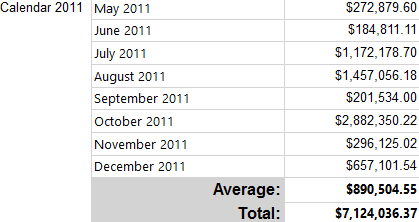 Calendar 2011 May 2011 $272,879.60
June 2011 $184,811.11
July 2011 $1,172,178.70
August 2011 $1,457,056.18
September 2011 $201,534.00
October 2011 $2,882,350.22
November 2011 $296,125.02
December 2011 $657,101.54
Average: $890,504.55
Total: $7,124,036.37